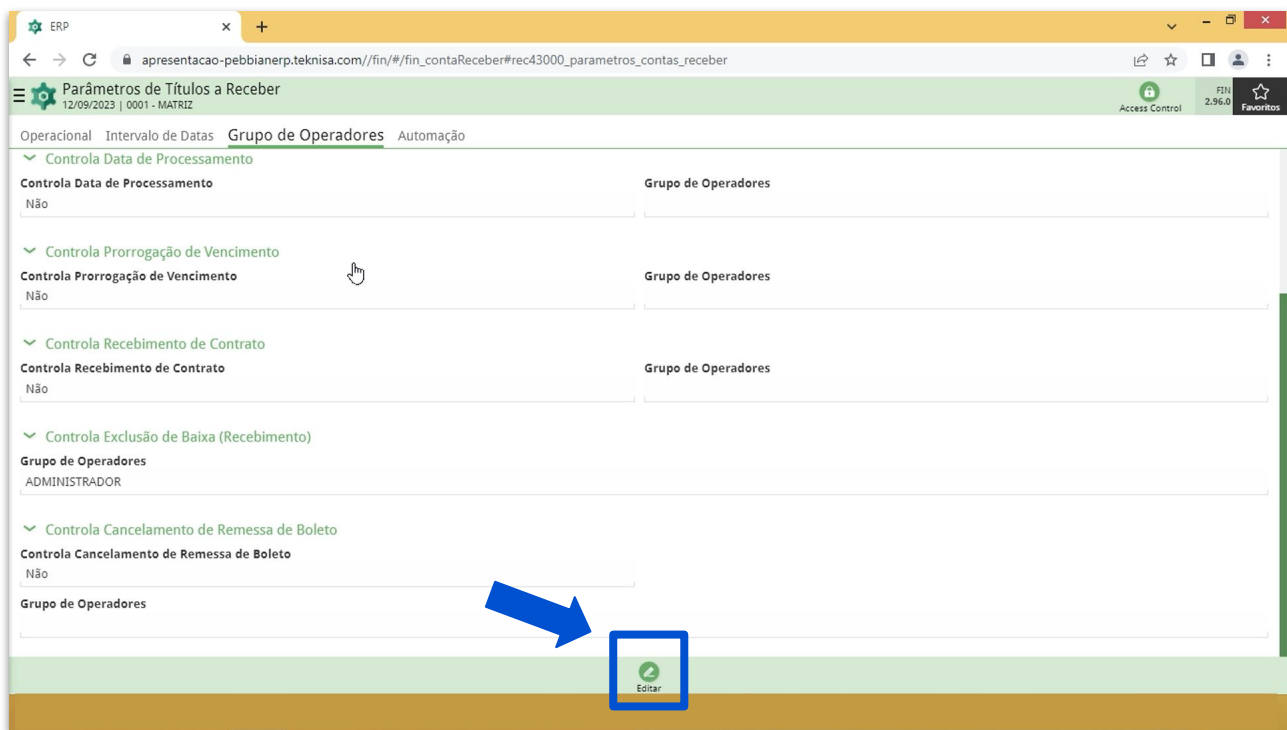 ERP
apresentacao-pebbianerp.teknisa.com//fin/#/fin_contaReceber#rec43000_parametros_contas_receber
Parâmetros de Títulos a Receber
12/09/2023 | 0001 - MATRIZ
Access Control
FIN
2.96.0
Favoritos
Operacional Intervalo de Datas Grupo de Operadores Automação
Controla Data de Processamento
Controla Data de Processamento Grupo de Operadores
Não
Controla Prorrogação de Vencimento
Controla Prorrogação de Vencimento Grupo de Operadores
Não
Controla Recebimento de Contrato
Controla Recebimento de Contrato Grupo de Operadores
Não
Controla Exclusão de Baixa (Recebimento)
Grupo de Operadores
ADMINISTRADOR
Controla Cancelamento de Remessa de Boleto
Controla Cancelamento de Remessa de Boleto
Não
Grupo de Operadores
Editar